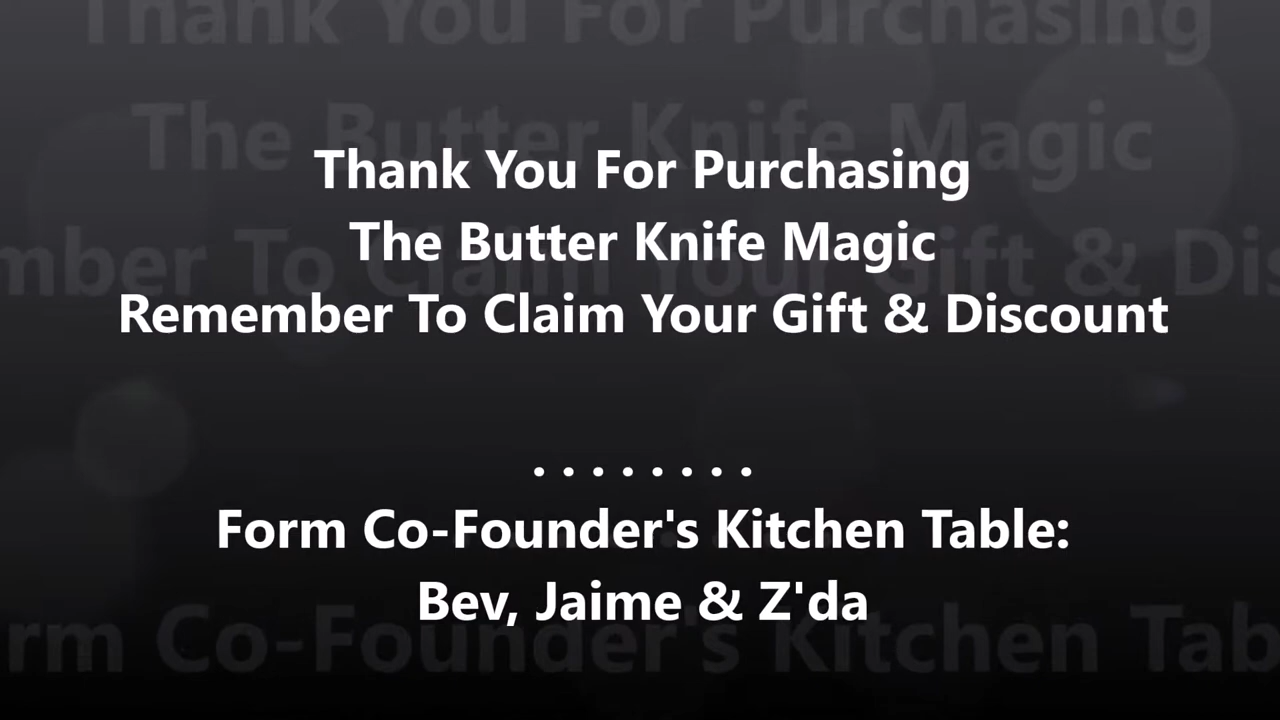 Thank You For Purchasing
The Butter Knife Magic
Remember To Claim Your Gift & Discount
. . . . . . . .
Form Co-Founder's Kitchen Table:
Bev, Jaime & Z'da